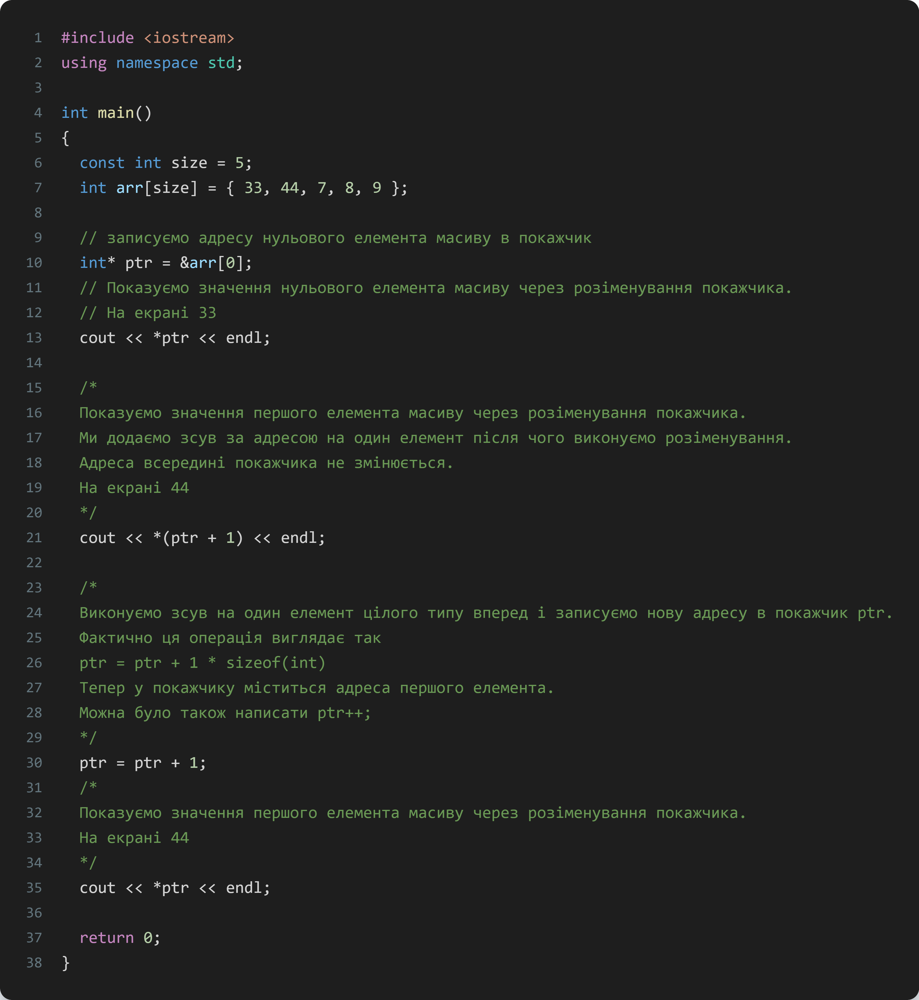 1 #include <iostream>
2 using namespace std;
3
4 int main()
5 {
6   const int size = 5;
7   int arr[size] = { 33, 44, 7, 8, 9 };
8
9   // записуємо адресу нульового елемента масиву в покажчик
10   int* ptr = &arr[0];
11   // Показуємо значення нульового елемента масиву через розіменування покажчика.
12   // На екрані 33
13   cout << *ptr << endl;
14
15   /*
16   Показуємо значення першого елемента масиву через розіменування покажчика.
17   Ми додаємо зсув за адресою на один елемент після чого виконуємо розіменування.
18   Адреса всередині покажчика не змінюється.
19   На екрані 44
20   */
21   cout << *(ptr + 1) << endl;
22
23   /*
24   Виконуємо зсув на один елемент цілого типу вперед і записуємо нову адресу в покажчик ptr.
25   Фактично ця операція виглядає так
26   ptr = ptr + 1 * sizeof(int)
27   Тепер у покажчику міститься адреса першого елемента.
28   Можна було також написати ptr++;
29   */
30   ptr = ptr + 1;
31   /*
32   Показуємо значення першого елемента масиву через розіменування покажчика.
33   На екрані 44
34   */
35   cout << *ptr << endl;
36
37   return 0;
38 }